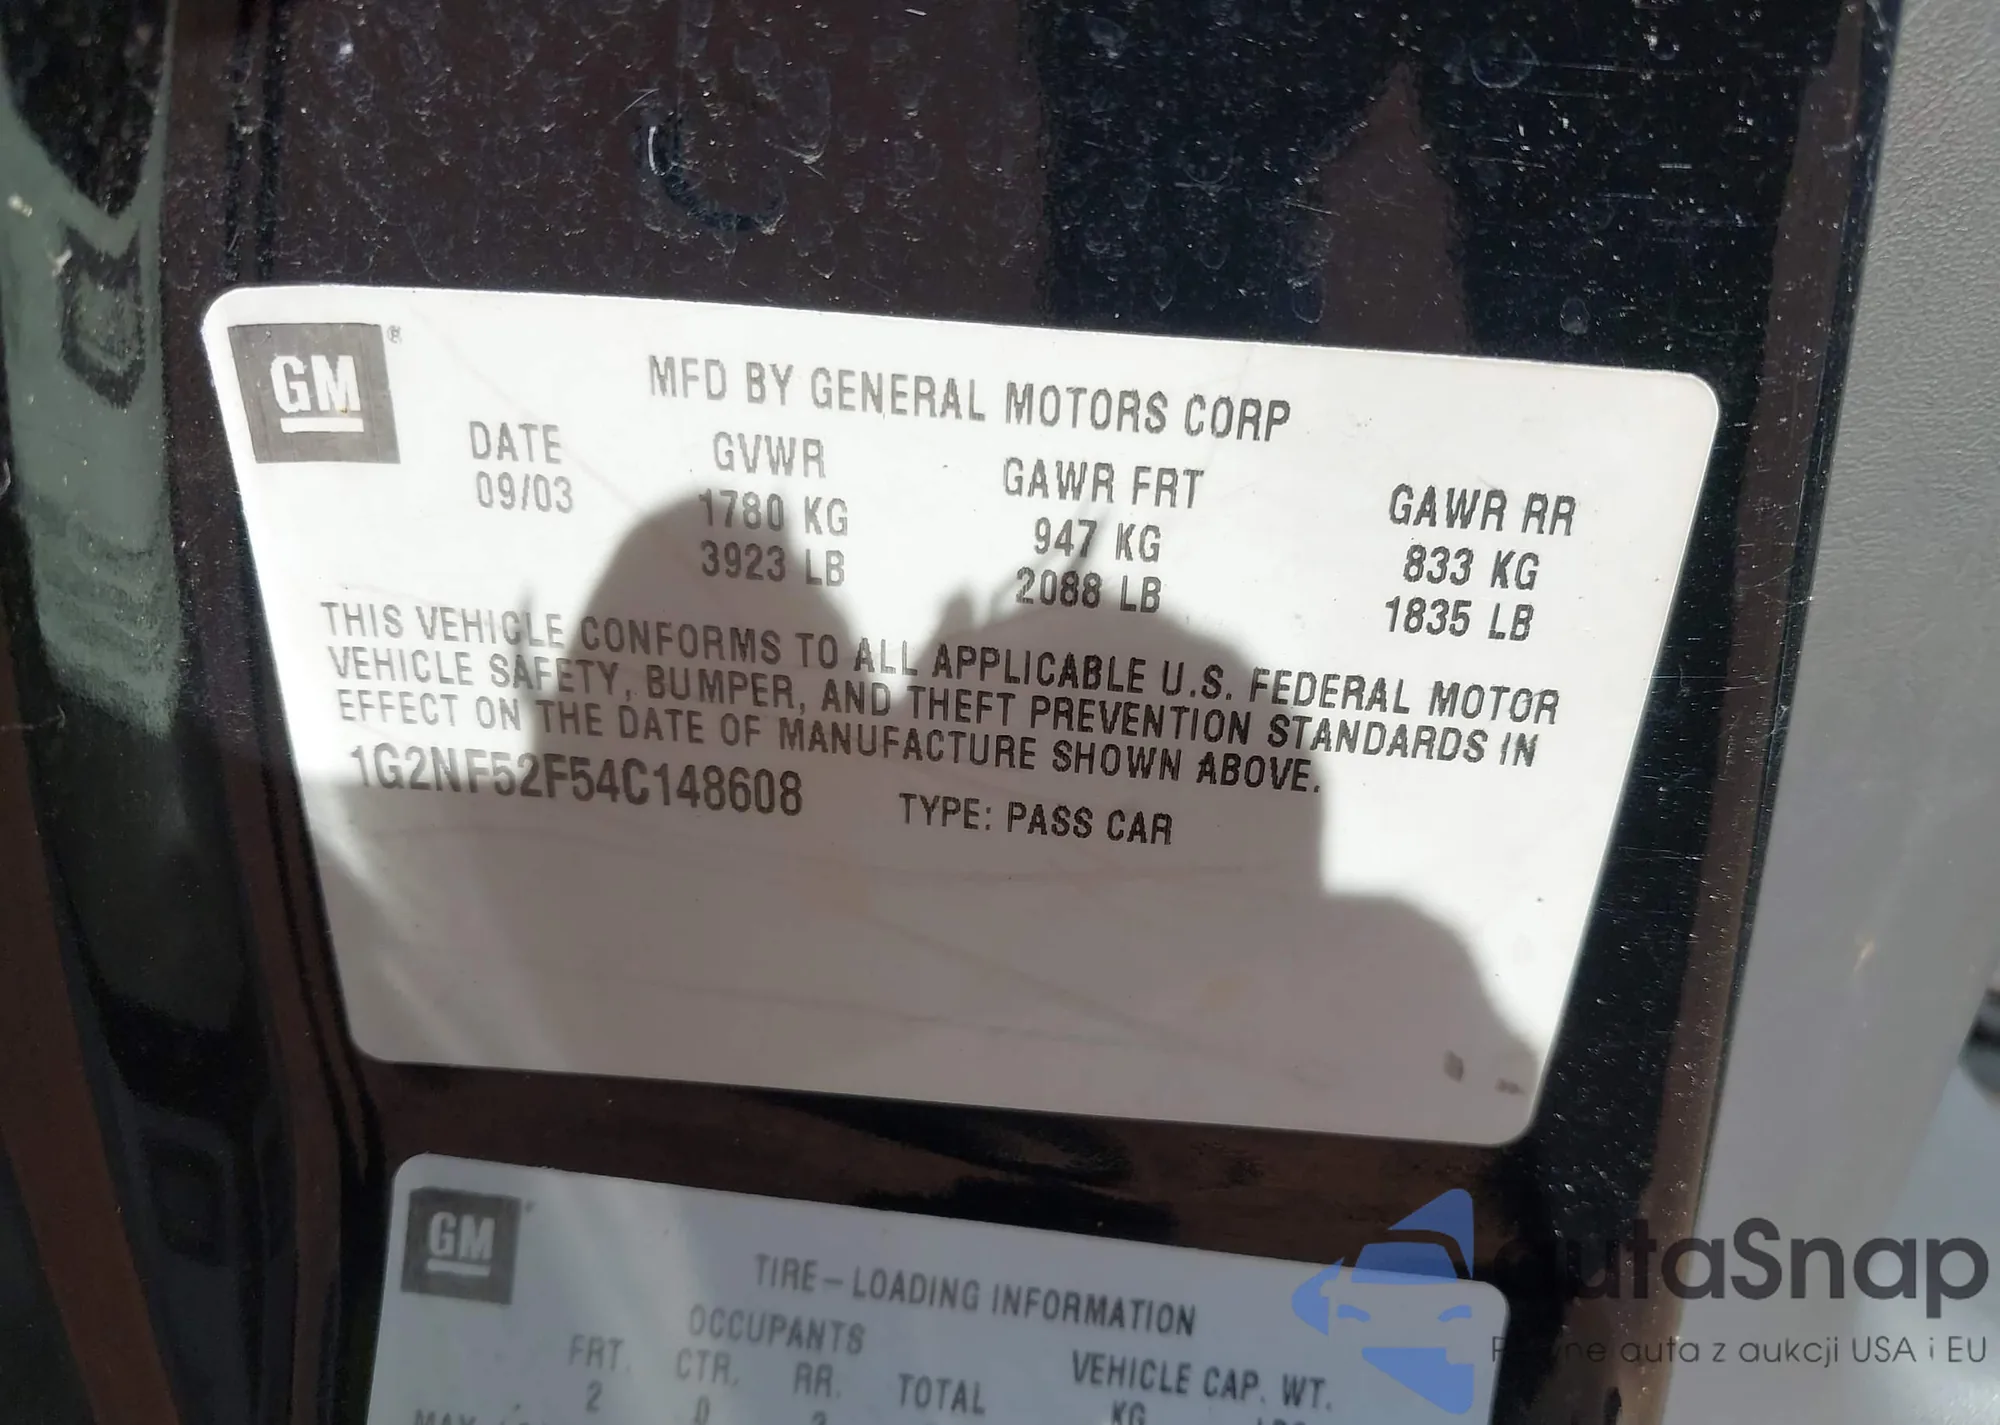 GM®
MFD BY GENERAL MOTORS CORP
DATE GVWR GAWR FRT GAWR RR
09/03 1780 KG 947 KG 833 KG
3923 LB 2088 LB 1835 LB
THIS VEHICLE CONFORMS TO ALL APPLICABLE U.S. FEDERAL MOTOR
VEHICLE SAFETY, BUMPER, AND THEFT PREVENTION STANDARDS IN
EFFECT ON THE DATE OF MANUFACTURE SHOWN ABOVE.
1G2NF52F54C148608 TYPE: PASS CAR
GM
TIRE-LOADING INFORMATION
OCCUPANTS
FRT. CTR. RR. TOTAL VEHICLE CAP. WT.
2 0 KG
autaSnap
auta z aukcji USA i EU